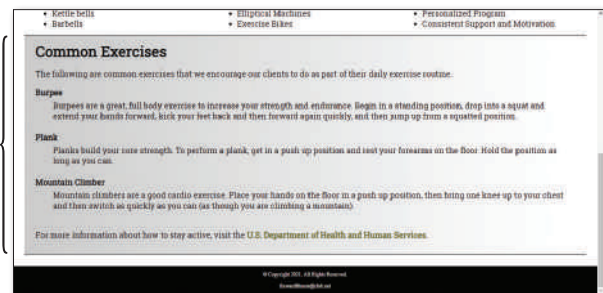 • Kettle bells • Elliptical Machines • Personalized Program
• Barbells • Exercise Bikes • Consistent Support and Motivation
Common Exercises
The following are common exercises that we encourage our clients to do as part of their daily exercise routine.
Burpee
Burpees are a great, full body exercise to increase your strength and endurance. Begin in a standing position, drop into a squat and
extend your hands forward, kick your feet back and then forward again quickly, and then jump up from a squatted position.
Plank
Planks build your core strength. To perform a plank, get in a push up position and rest your forearms on the floor. Hold the position as
long as you can.
Mountain Climber
Mountain climbers are a good cardio exercise. Place your hands on the floor in a push up position, then bring one knee up to your chest
and then switch as quickly as you can (as though you are climbing a mountain).
For more information about how to stay active, visit the U.S. Department of Health and Human Services.
© Copyright 2021. All Rights Reserved.